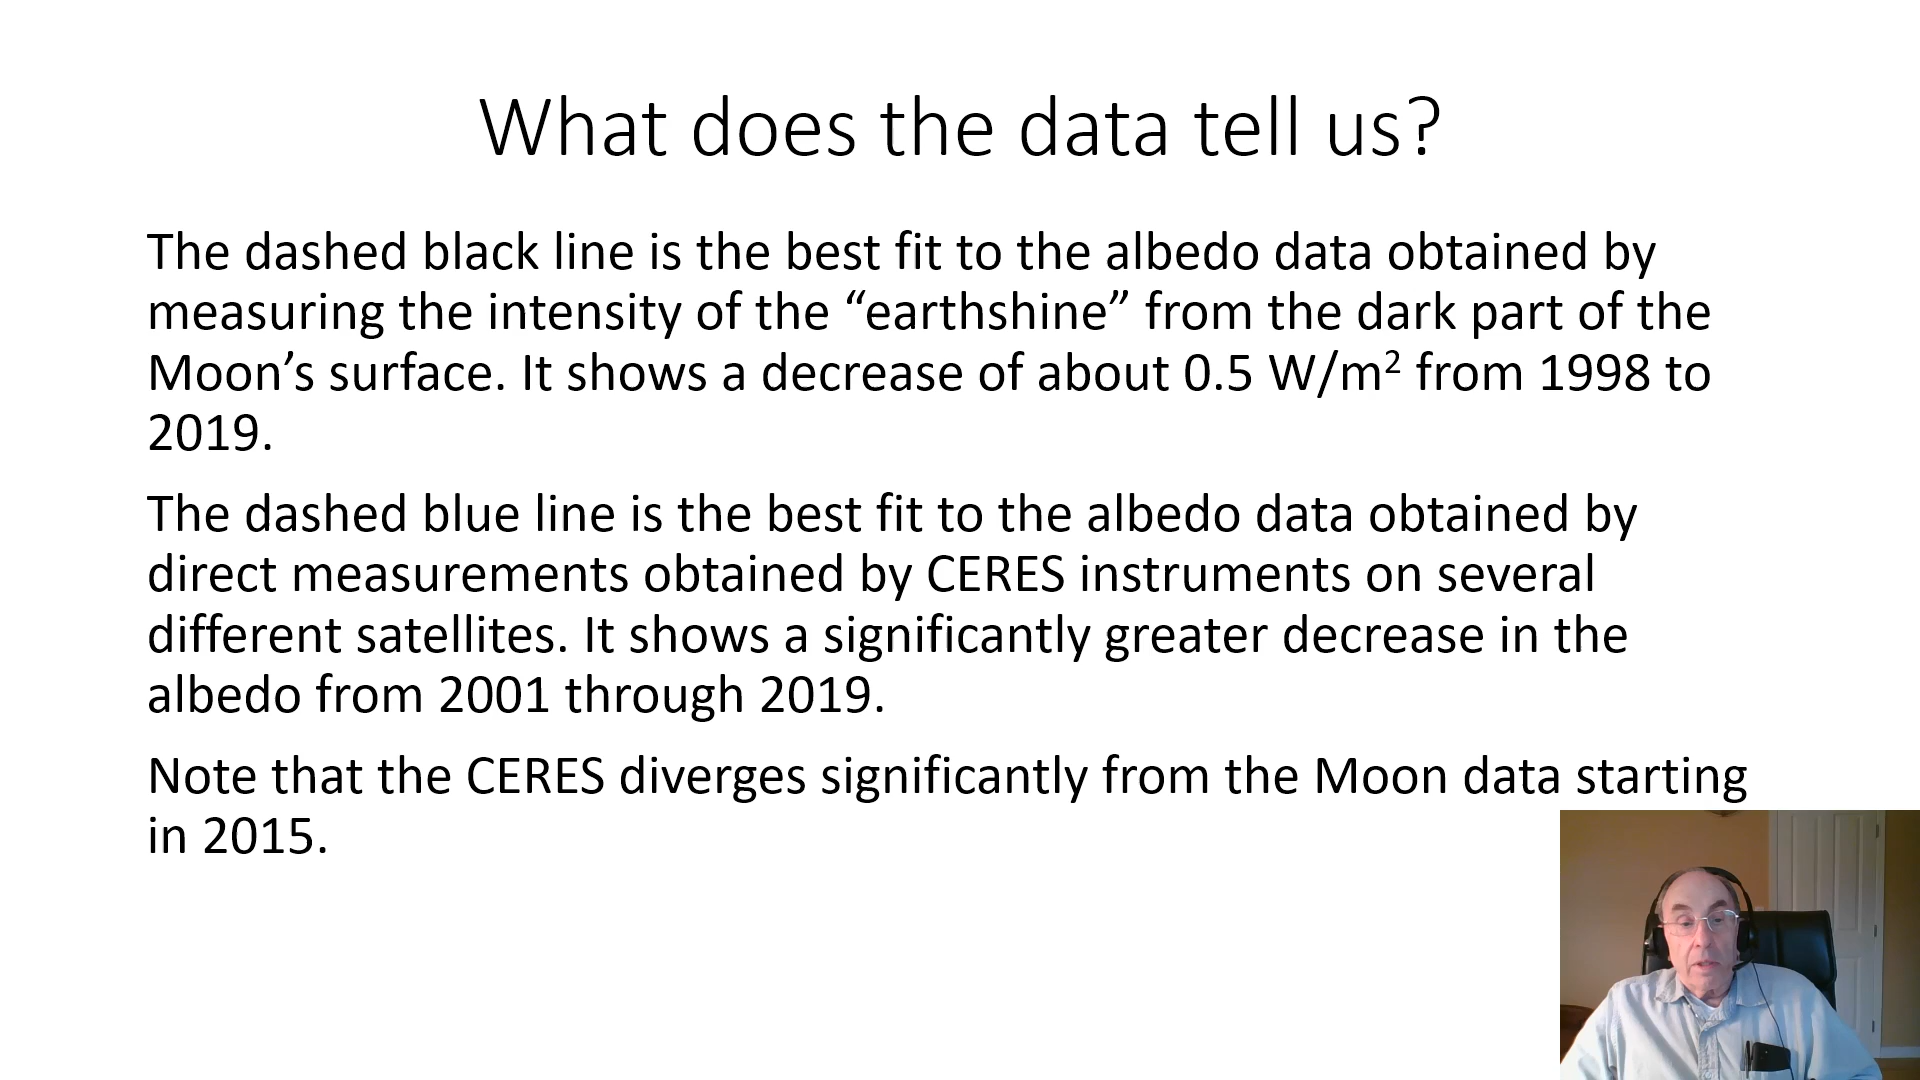 What does the data tell us?
The dashed black line is the best fit to the albedo data obtained by
measuring the intensity of the “earthshine” from the dark part of the
Moon’s surface. It shows a decrease of about 0.5 W/m² from 1998 to
2019.
The dashed blue line is the best fit to the albedo data obtained by
direct measurements obtained by CERES instruments on several
different satellites. It shows a significantly greater decrease in the
albedo from 2001 through 2019.
Note that the CERES diverges significantly from the Moon data starting
in 2015.